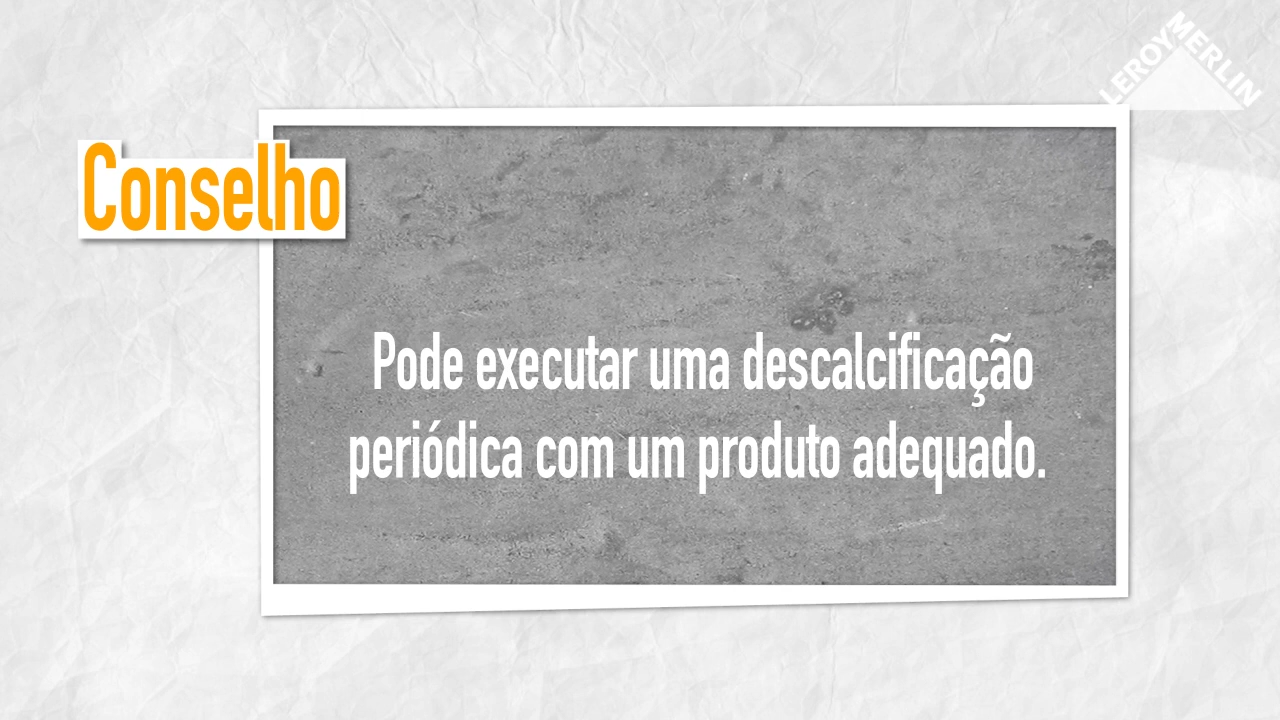 LEROY MERLIN
Conselho
Pode executar uma descalcificação
periódica com um produto adequado.